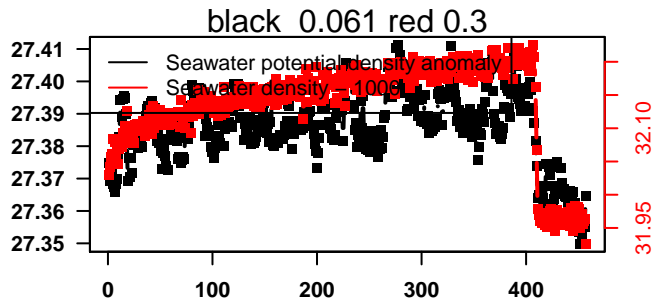 black  0.061 red 0.3
27.41
27.40
27.39
27.38
27.37
27.36
27.35
Seawater potential density anomaly
Seawater density - 1000
32.10
31.95
0 100 200 300 400